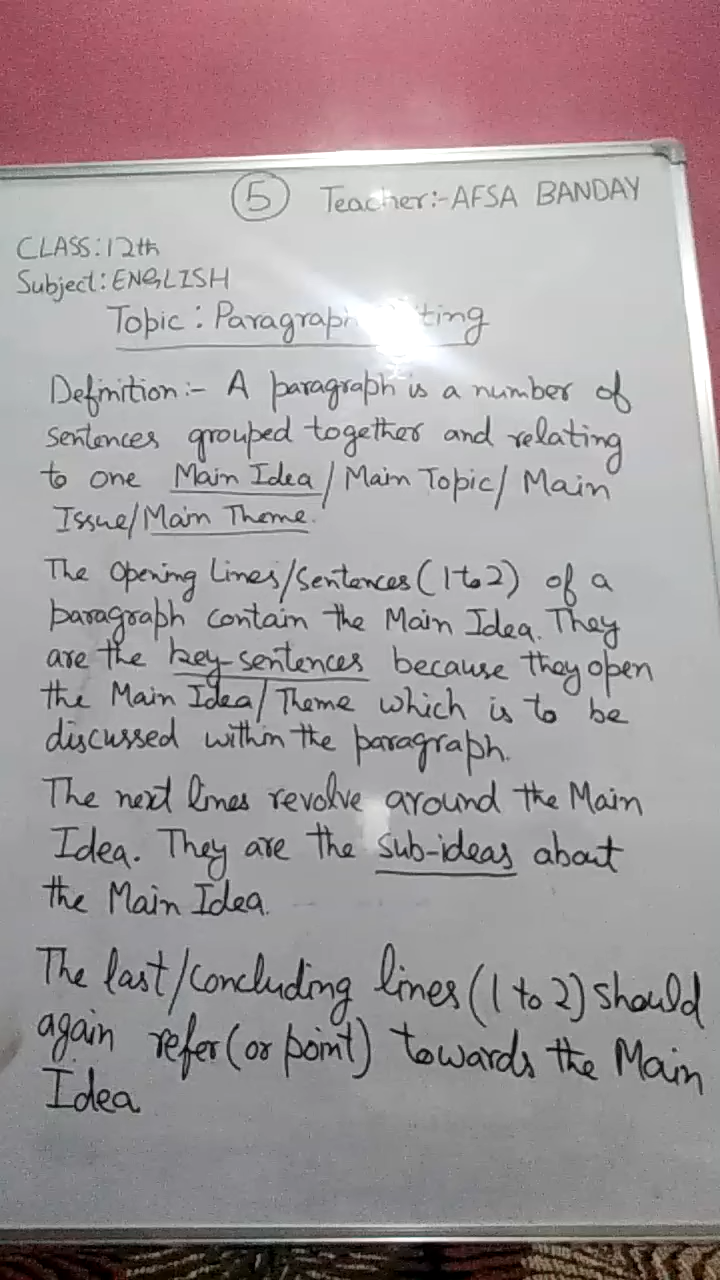 5 Teacher:-AFSA BANDAY
CLASS:12th
Subject:ENGLISH
Topic: Paragraph
Definition:- A paragraph is a number of
sentences grouped together and relating
to one Main Idea/Main Topic/Main
Issue/Main Theme.
The Opening Lines/Sentences (1 to 2) of a
paragraph contain the Main Idea. They
are the key-sentences because they open
the Main Idea/Theme which is to be
discussed within the paragraph.
The next lines revolve around the Main
Idea. They are the sub-ideas about
the Main Idea.
The last/concluding lines (1 to 2) should
again refer (or point) towards the Main
Idea